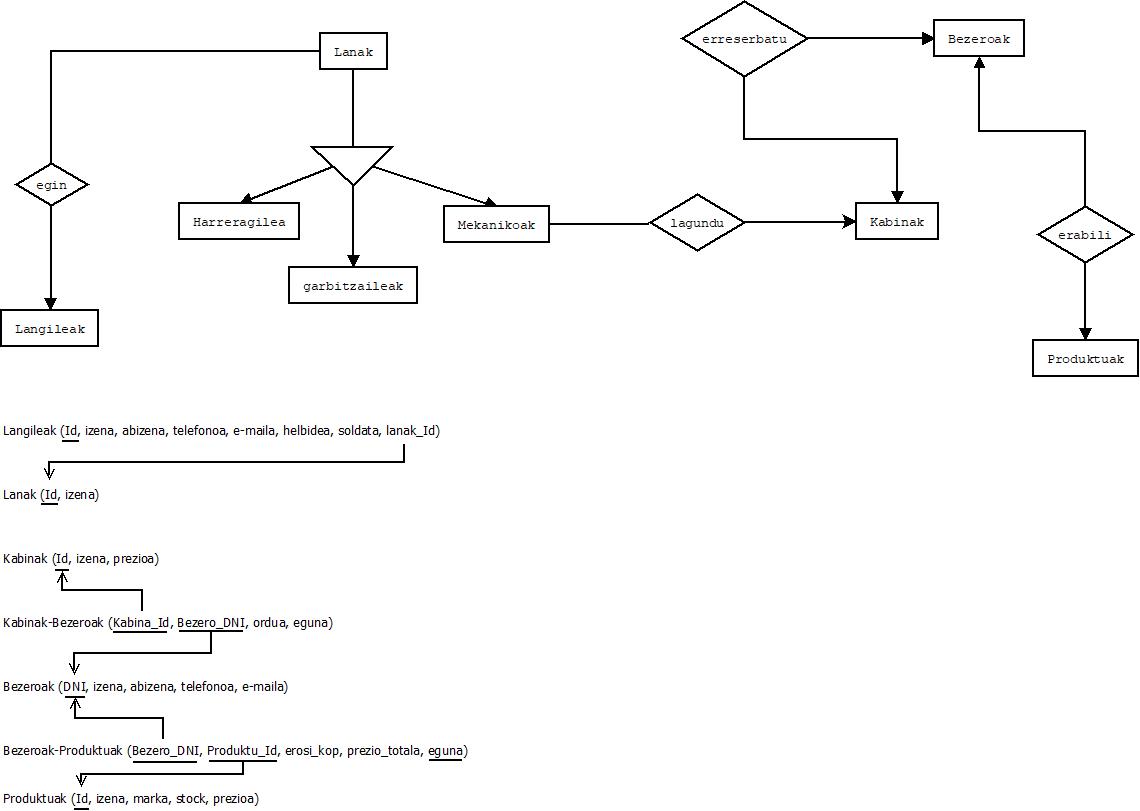 erreserbatu
Bezeroak
Lanak
egin
Harreragilea
Mekanikoak
lagundu
Kabinak
erabili
garbitzaileak
Langileak
Produktuak
Langileak (Id, izena, abizena, telefonoa, e-maila, helbidea, soldata, lanak_Id)
Lanak (Id, izena)
Kabinak (Id, izena, prezioa)
Kabinak-Bezeroak (Kabina_Id, Bezero_DNI, ordua, eguna)
Bezeroak (DNI, izena, abizena, telefonoa, e-maila)
Bezeroak-Produktuak (Bezero_DNI, Produktu_Id, erosi_kop, prezio_totala, eguna)
Produktuak (Id, izena, marka, stock, prezioa)